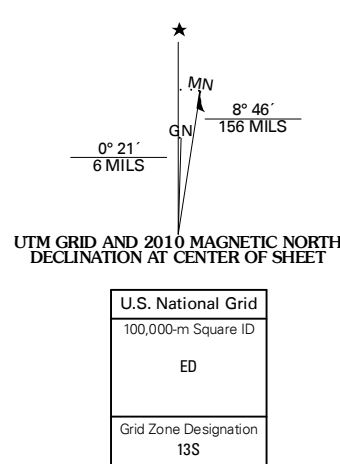 ★
MN
8° 46´
156 MILS
GN
0° 21´
6 MILS
UTM GRID AND 2010 MAGNETIC NORTH
DECLINATION AT CENTER OF SHEET
U.S. National Grid
100,000-m Square ID
ED
Grid Zone Designation
13S